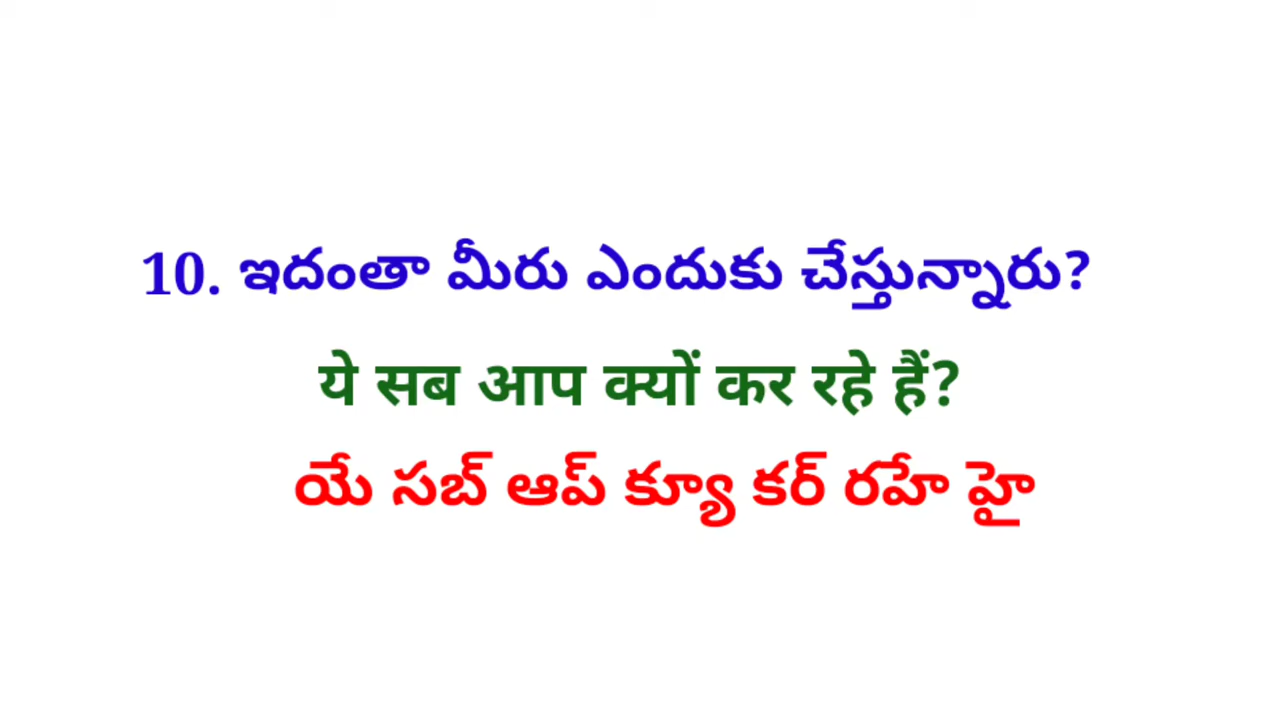 10. ఇదంతా మీరు ఎందుకు చేస్తున్నారు?
ये सब आप क्यों कर रहे हैं?
యే సబ్ ఆప్ క్యూ కర్ రహే హై